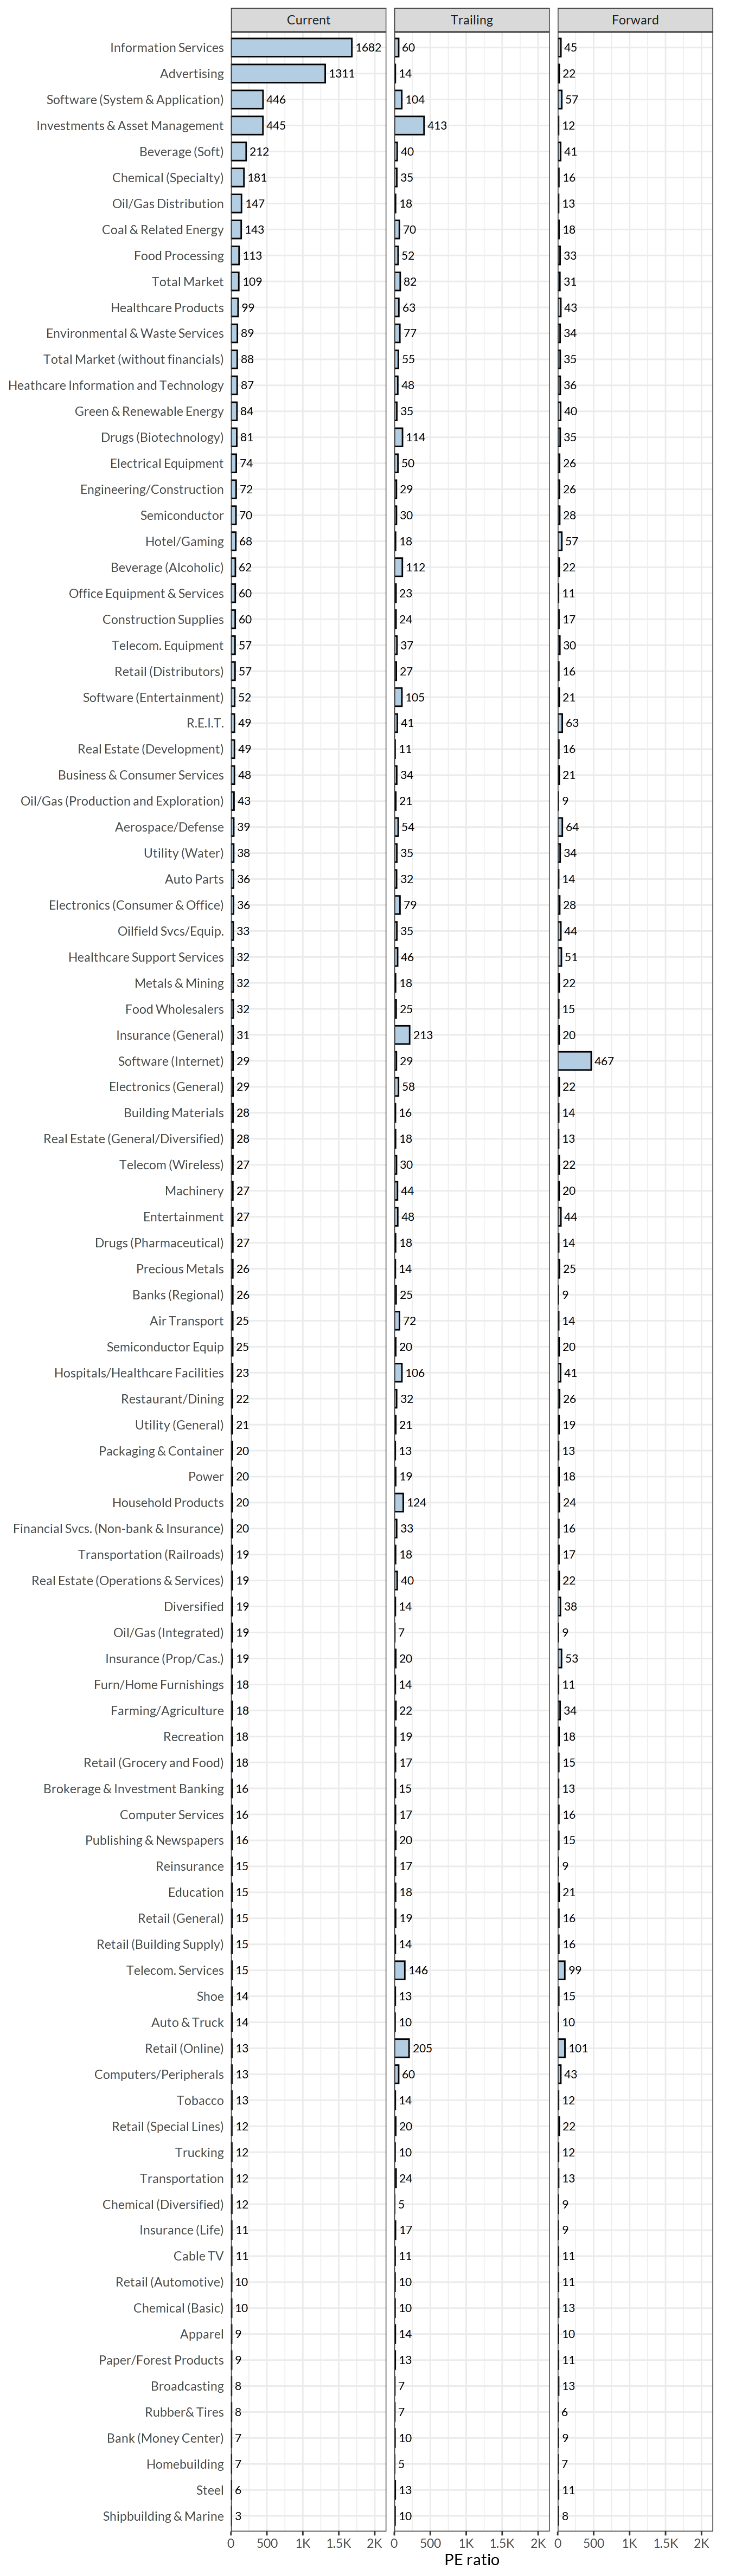 Current Trailing Forward
Information Services 1682 60 45
Advertising 1311 14 22
Software (System & Application) 446 104 57
Investments & Asset Management 445 413 12
Beverage (Soft) 212 40 41
Chemical (Specialty) 181 35 16
Oil/Gas Distribution 147 18 13
Coal & Related Energy 143 70 18
Food Processing 113 52 33
Total Market 109 82 31
Healthcare Products 99 63 43
Environmental & Waste Services 89 77 34
Total Market (without financials) 88 55 35
Heathcare Information and Technology 87 48 36
Green & Renewable Energy 84 35 40
Drugs (Biotechnology) 81 114 35
Electrical Equipment 74 50 26
Engineering/Construction 72 29 26
Semiconductor 70 30 28
Hotel/Gaming 68 18 57
Beverage (Alcoholic) 62 112 22
Office Equipment & Services 60 23 11
Construction Supplies 60 24 17
Telecom. Equipment 57 37 30
Retail (Distributors) 57 27 16
Software (Entertainment) 52 105 21
R.E.I.T. 49 41 63
Real Estate (Development) 49 11 16
Business & Consumer Services 48 34 21
Oil/Gas (Production and Exploration) 43 21 9
Aerospace/Defense 39 54 64
Utility (Water) 38 35 34
Auto Parts 36 32 14
Electronics (Consumer & Office) 36 79 28
Oilfield Svcs/Equip. 33 35 44
Healthcare Support Services 32 46 51
Metals & Mining 32 18 22
Food Wholesalers 32 25 15
Insurance (General) 31 213 20
Software (Internet) 29 29 467
Electronics (General) 29 58 22
Building Materials 28 16 14
Real Estate (General/Diversified) 28 18 13
Telecom (Wireless) 27 30 22
Machinery 27 44 20
Entertainment 27 48 44
Drugs (Pharmaceutical) 27 18 14
Precious Metals 26 14 25
Banks (Regional) 26 25 9
Air Transport 25 72 14
Semiconductor Equip 25 20 20
Hospitals/Healthcare Facilities 23 106 41
Restaurant/Dining 22 32 26
Utility (General) 21 21 19
Packaging & Container 20 13 13
Power 20 19 18
Household Products 20 124 24
Financial Svcs. (Non-bank & Insurance) 20 33 16
Transportation (Railroads) 19 18 17
Real Estate (Operations & Services) 19 40 22
Diversified 19 14 38
Oil/Gas (Integrated) 19 7 9
Insurance (Prop/Cas.) 19 20 53
Furn/Home Furnishings 18 14 11
Farming/Agriculture 18 22 34
Recreation 18 19 18
Retail (Grocery and Food) 18 17 15
Brokerage & Investment Banking 16 15 13
Computer Services 16 17 16
Publishing & Newspapers 16 20 15
Reinsurance 15 17 9
Education 15 18 21
Retail (General) 15 19 16
Retail (Building Supply) 15 14 16
Telecom. Services 15 146 99
Shoe 14 13 15
Auto & Truck 14 10 10
Retail (Online) 13 205 101
Computers/Peripherals 13 60 43
Tobacco 13 14 12
Retail (Special Lines) 12 20 22
Trucking 12 10 12
Transportation 12 24 13
Chemical (Diversified) 12 5 9
Insurance (Life) 11 17 9
Cable TV 11 11 11
Retail (Automotive) 10 10 11
Chemical (Basic) 10 10 13
Apparel 9 14 10
Paper/Forest Products 9 13 11
Broadcasting 8 7 13
Rubber& Tires 8 7 6
Bank (Money Center) 7 10 9
Homebuilding 7 5 7
Steel 6 13 11
Shipbuilding & Marine 3 10 8
0 500 1K 1.5K 2K 0 500 1K 1.5K 2K 0 500 1K 1.5K 2K
PE ratio